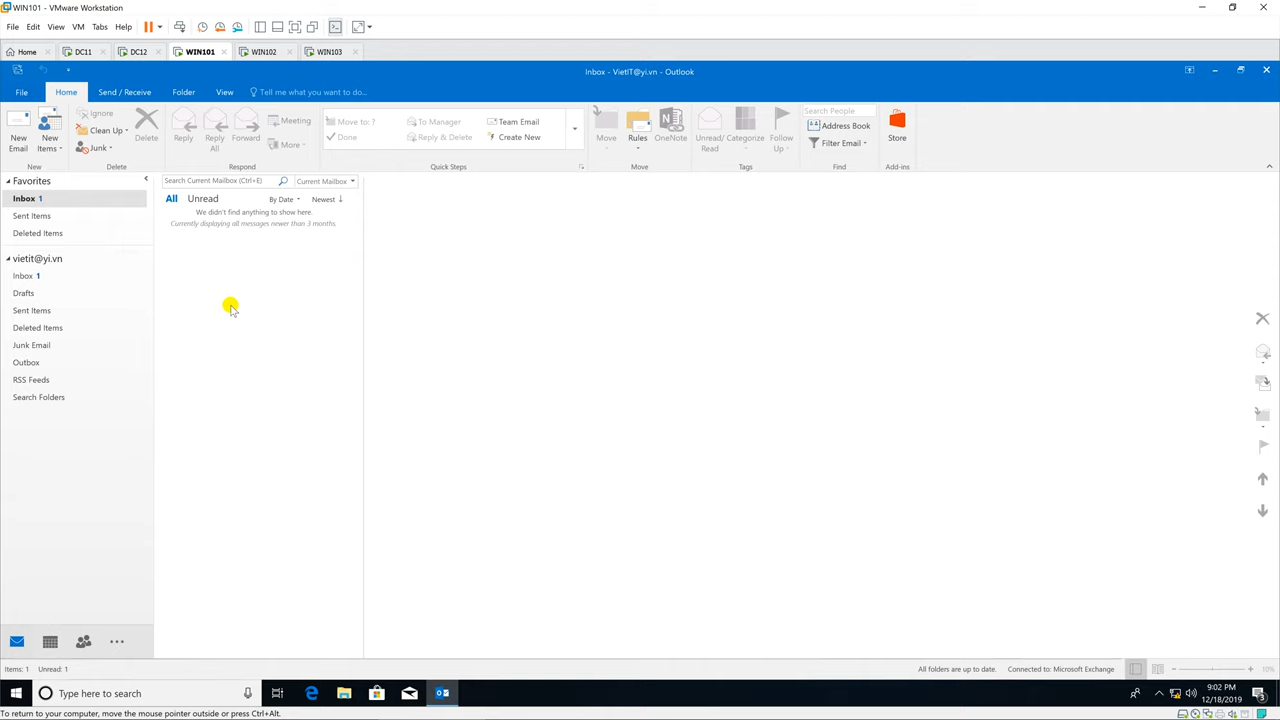 WIN101 - VMware Workstation
File Edit View VM Tabs Help
Home DC11 DC12 WIN101 WIN102 WIN103
Inbox - VietIT@yi.vn - Outlook
File Home Send / Receive Folder View Tell me what you want to do...
New Email
New Items
New
Ignore
Clean Up
Junk
Delete
Delete
Reply
Reply All
Forward
Meeting
More
Respond
Move to: ?
To Manager
Team Email
Done
Reply & Delete
Create New
Quick Steps
Move
Rules
OneNote
Move
Unread/ Read
Categorize
Follow Up
Tags
Search People
Address Book
Filter Email
Find
Store
Add-ins
Favorites
Inbox 1
Sent Items
Deleted Items
vietit@yi.vn
Inbox 1
Drafts
Sent Items
Deleted Items
Junk Email
Outbox
RSS Feeds
Search Folders
Search Current Mailbox (Ctrl+E) Current Mailbox
All Unread By Date Newest
We didn't find anything to show here.
Currently displaying all messages newer than 3 months.
Items: 1 Unread: 1 All folders are up to date. Connected to: Microsoft Exchange 10%
Type here to search
9:02 PM
12/18/2019
3
To return to your computer, move the mouse pointer outside or press Ctrl+Alt.